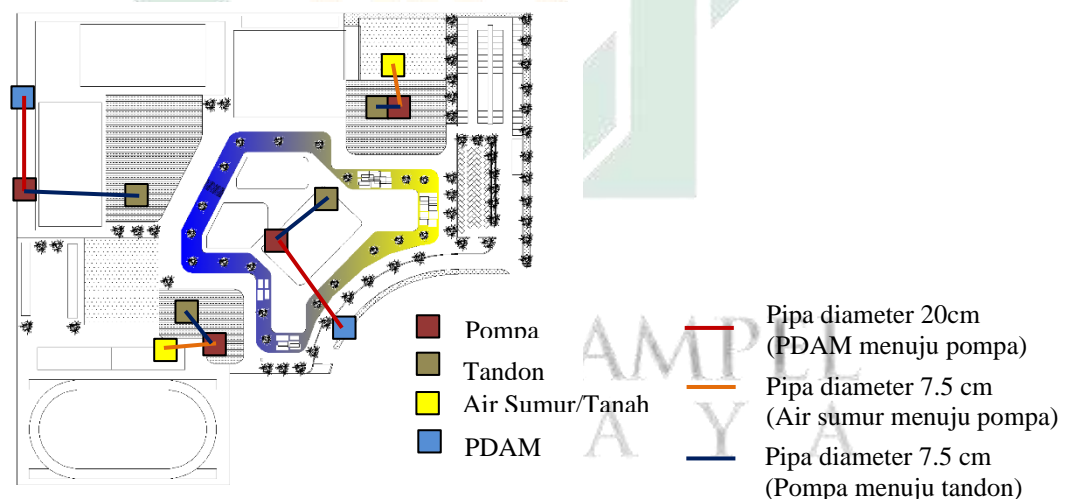 Pompa
Tandon
Air Sumur/Tanah
PDAM
Pipa diameter 20cm
(PDAM menuju pompa)
Pipa diameter 7.5 cm
(Air sumur menuju pompa)
Pipa diameter 7.5 cm
(Pompa menuju tandon)
AMPEL
A Y A